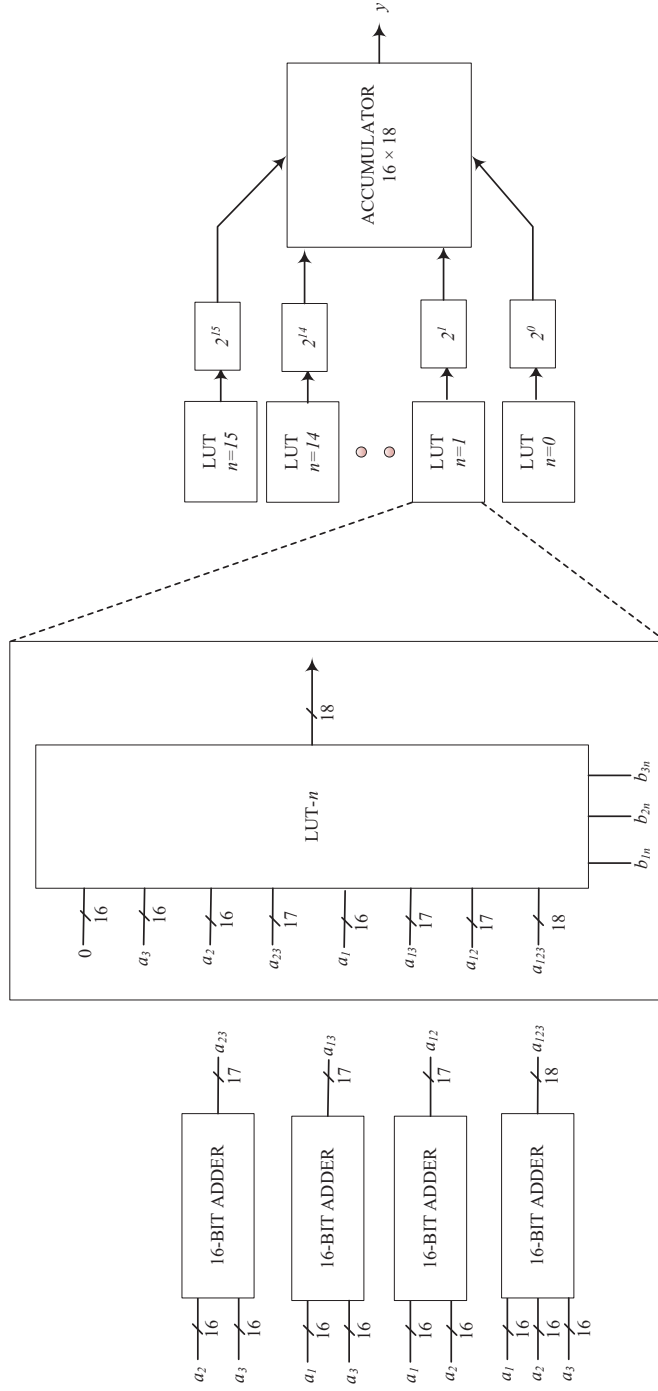 a2 16
a3 16
16-BIT ADDER
17 a23
a1 16
a3 16
16-BIT ADDER
17 a13
a1 16
a2 16
16-BIT ADDER
17 a12
a1 16
a2 16
a3 16
16-BIT ADDER
18 a123
0 16
a3 16
a2 16
a23 17
a1 16
a13 17
a12 17
a123 18
LUT-n
18
b1n
b2n
b3n
LUT
n=15
2^15
LUT
n=14
2^14
LUT
n=1
2^1
LUT
n=0
2^0
ACCUMULATOR
16 × 18
y